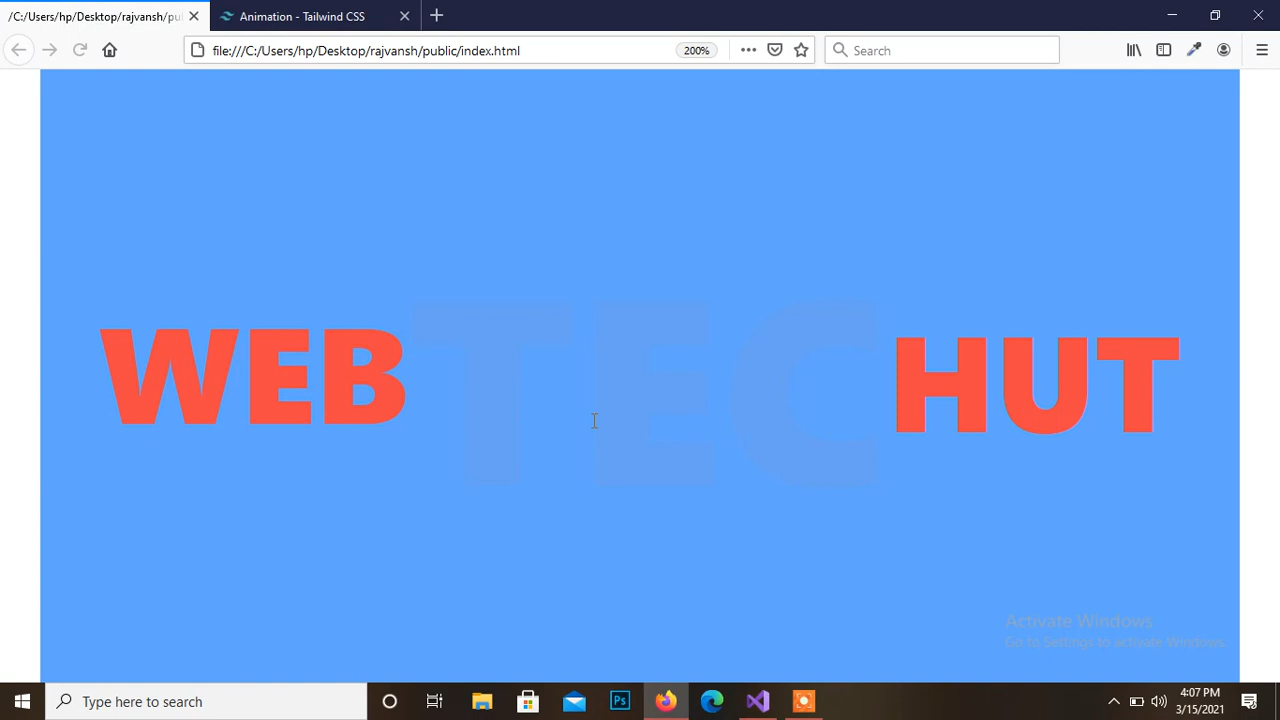 /C:/Users/hp/Desktop/rajvansh/pul
Animation - Tailwind CSS
file:///C:/Users/hp/Desktop/rajvansh/public/index.html
200%
Search
WEB TEC HUT
Activate Windows
Go to Settings to activate Windows.
Type here to search
Ps
4:07 PM
3/15/2021